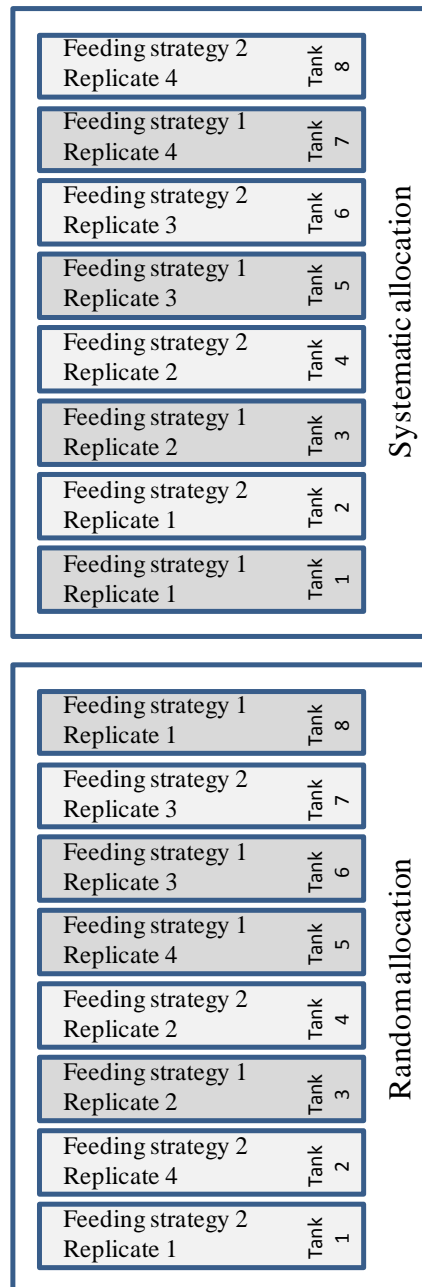 Feeding strategy 2
Replicate 4
Tank
8
Feeding strategy 1
Replicate 4
Tank
7
Feeding strategy 2
Replicate 3
Tank
6
Feeding strategy 1
Replicate 3
Tank
5
Feeding strategy 2
Replicate 2
Tank
4
Feeding strategy 1
Replicate 2
Tank
3
Feeding strategy 2
Replicate 1
Tank
2
Feeding strategy 1
Replicate 1
Tank
1
Systematic allocation
Feeding strategy 1
Replicate 1
Tank
8
Feeding strategy 2
Replicate 3
Tank
7
Feeding strategy 1
Replicate 3
Tank
6
Feeding strategy 1
Replicate 4
Tank
5
Feeding strategy 2
Replicate 2
Tank
4
Feeding strategy 1
Replicate 2
Tank
3
Feeding strategy 2
Replicate 4
Tank
2
Feeding strategy 2
Replicate 1
Tank
1
Random allocation